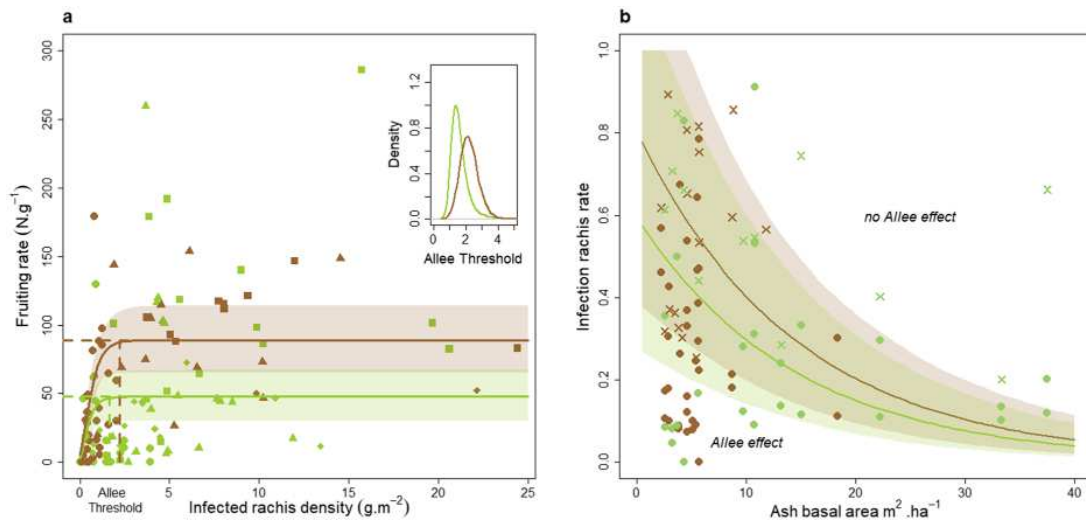 a
Fruiting rate (N.g⁻¹)
300
250
200
150
100
50
0
0
5
10
15
20
25
Allee
Threshold
Infected rachis density (g.m⁻²)
Density
1.2
0.8
0.4
0.0
0
2
4
Allee Threshold
b
Infection rachis rate
1.0
0.8
0.6
0.4
0.2
0.0
no Allee effect
Allee effect
0
10
20
30
40
Ash basal area m² .ha⁻¹